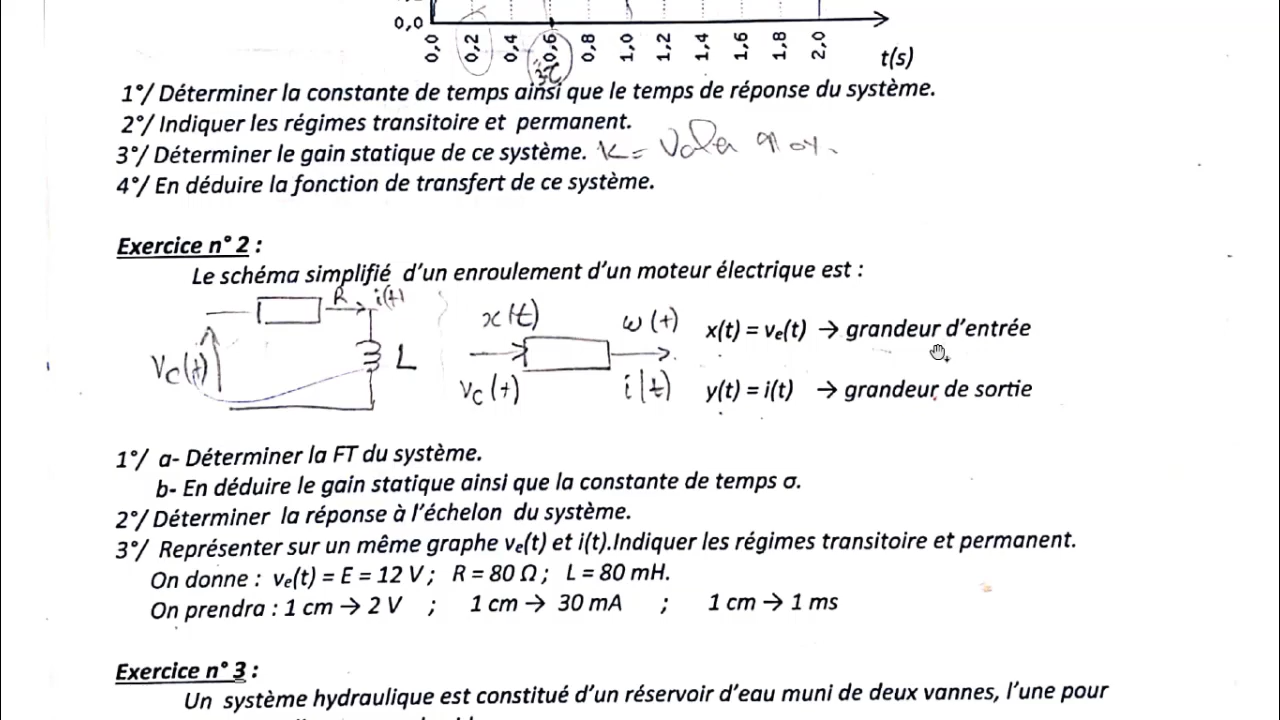 0,0
0,0 0,2 0,4 0,6 0,8 1,0 1,2 1,4 1,6 1,8 2,0 t(s)
1°/ Déterminer la constante de temps ainsi que le temps de réponse du système.
2°/ Indiquer les régimes transitoire et permanent.
3°/ Déterminer le gain statique de ce système. K =
4°/ En déduire la fonction de transfert de ce système.
Exercice n° 2 :
Le schéma simplifié d'un enroulement d'un moteur électrique est :
R i(t)
x(t) ω(t) x(t) = ve(t) → grandeur d'entrée
Vc(t) L
vc(t) i(t) y(t) = i(t) → grandeur de sortie
1°/ a- Déterminer la FT du système.
b- En déduire le gain statique ainsi que la constante de temps σ.
2°/ Déterminer la réponse à l'échelon du système.
3°/ Représenter sur un même graphe ve(t) et i(t).Indiquer les régimes transitoire et permanent.
On donne : ve(t) = E = 12 V ; R = 80 Ω ; L = 80 mH.
On prendra : 1 cm → 2 V ; 1 cm → 30 mA ; 1 cm → 1 ms
Exercice n° 3 :
Un système hydraulique est constitué d'un réservoir d'eau muni de deux vannes, l'une pour